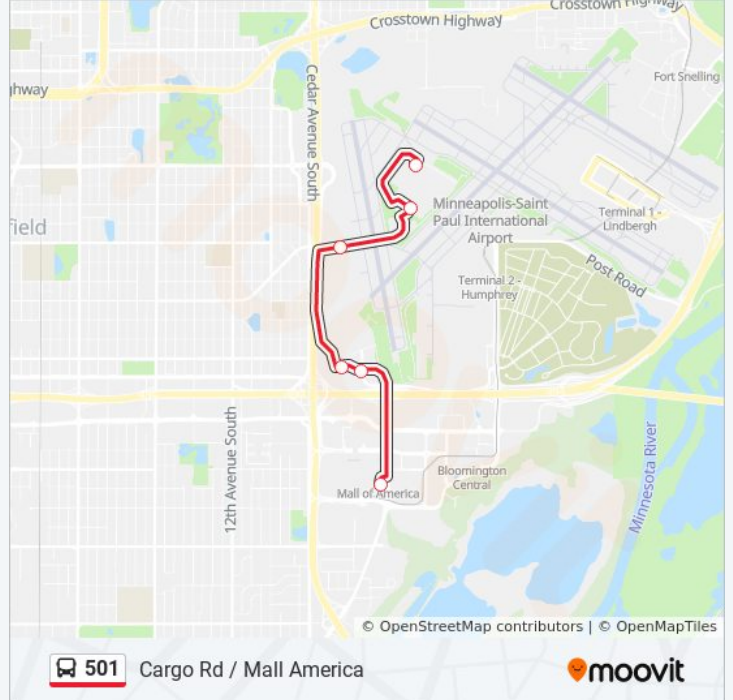 Crosstown Highway
Crosstown Highway
Fort Snelling
hway
Cedar Avenue South
Minneapolis-Saint
Paul International
Airport
Terminal 1 -
Lindbergh
field
Post Road
Terminal 2 -
Humphrey
12th Avenue South
Minnesota River
Bloomington
Central
Mall of America
© OpenStreetMap contributors | © OpenMapTiles
501 Cargo Rd / Mall America
moovit